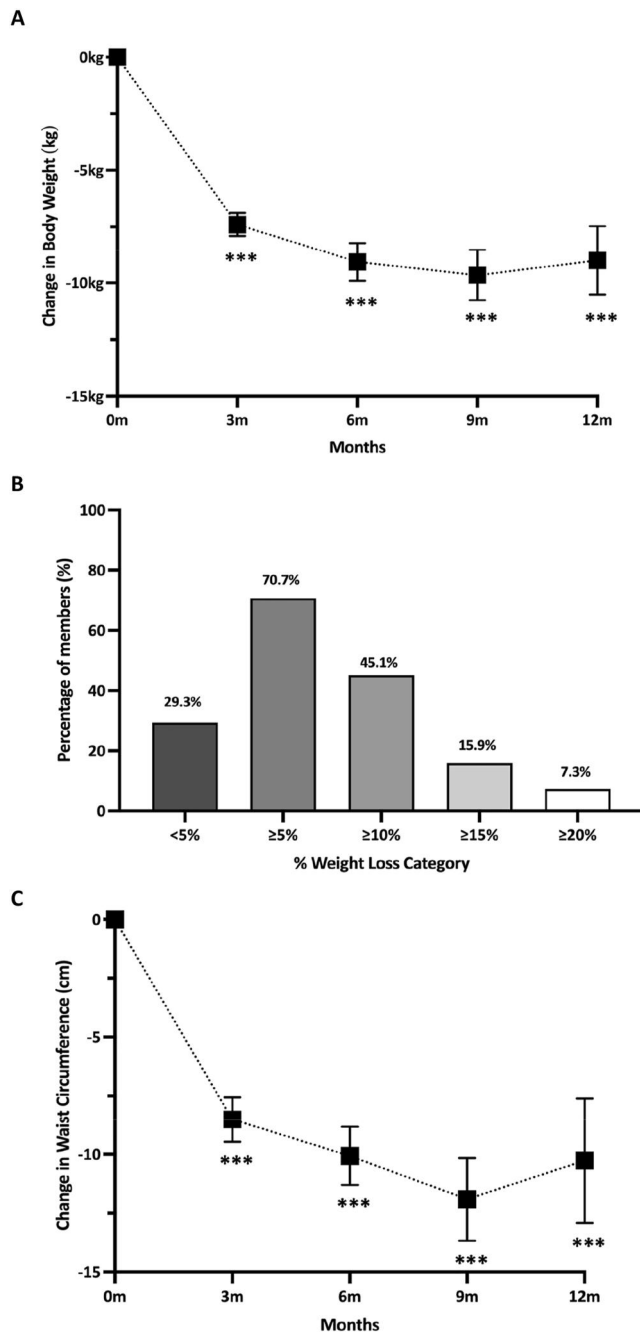 A
Change in Body Weight (kg)
0kg
-5kg
-10kg
-15kg
*** *** *** ***
0m 3m 6m 9m 12m
Months
B
Percentage of members (%)
100
80
60
40
20
0
29.3% 70.7% 45.1% 15.9% 7.3%
<5% ≥5% ≥10% ≥15% ≥20%
% Weight Loss Category
C
Change in Waist Circumference (cm)
0
-5
-10
-15
*** *** *** ***
0m 3m 6m 9m 12m
Months